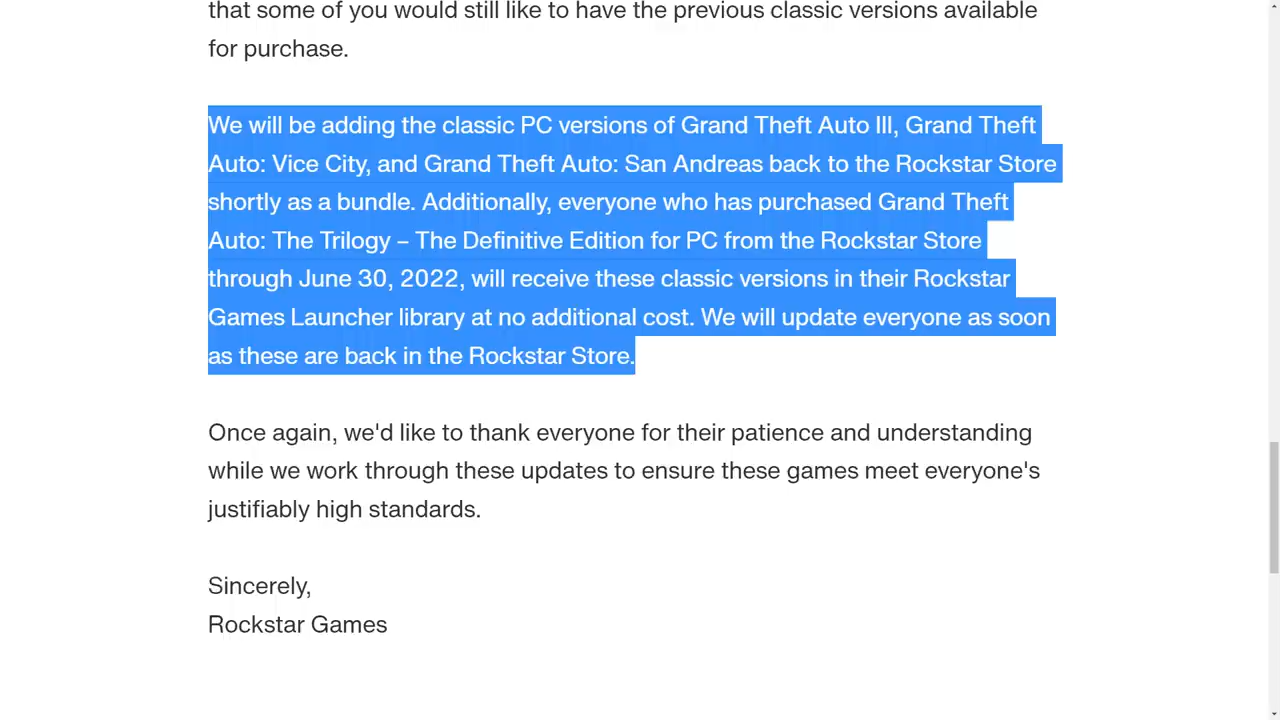 that some of you would still like to have the previous classic versions available
for purchase.
We will be adding the classic PC versions of Grand Theft Auto III, Grand Theft
Auto: Vice City, and Grand Theft Auto: San Andreas back to the Rockstar Store
shortly as a bundle. Additionally, everyone who has purchased Grand Theft
Auto: The Trilogy – The Definitive Edition for PC from the Rockstar Store
through June 30, 2022, will receive these classic versions in their Rockstar
Games Launcher library at no additional cost. We will update everyone as soon
as these are back in the Rockstar Store.
Once again, we'd like to thank everyone for their patience and understanding
while we work through these updates to ensure these games meet everyone's
justifiably high standards.
Sincerely,
Rockstar Games